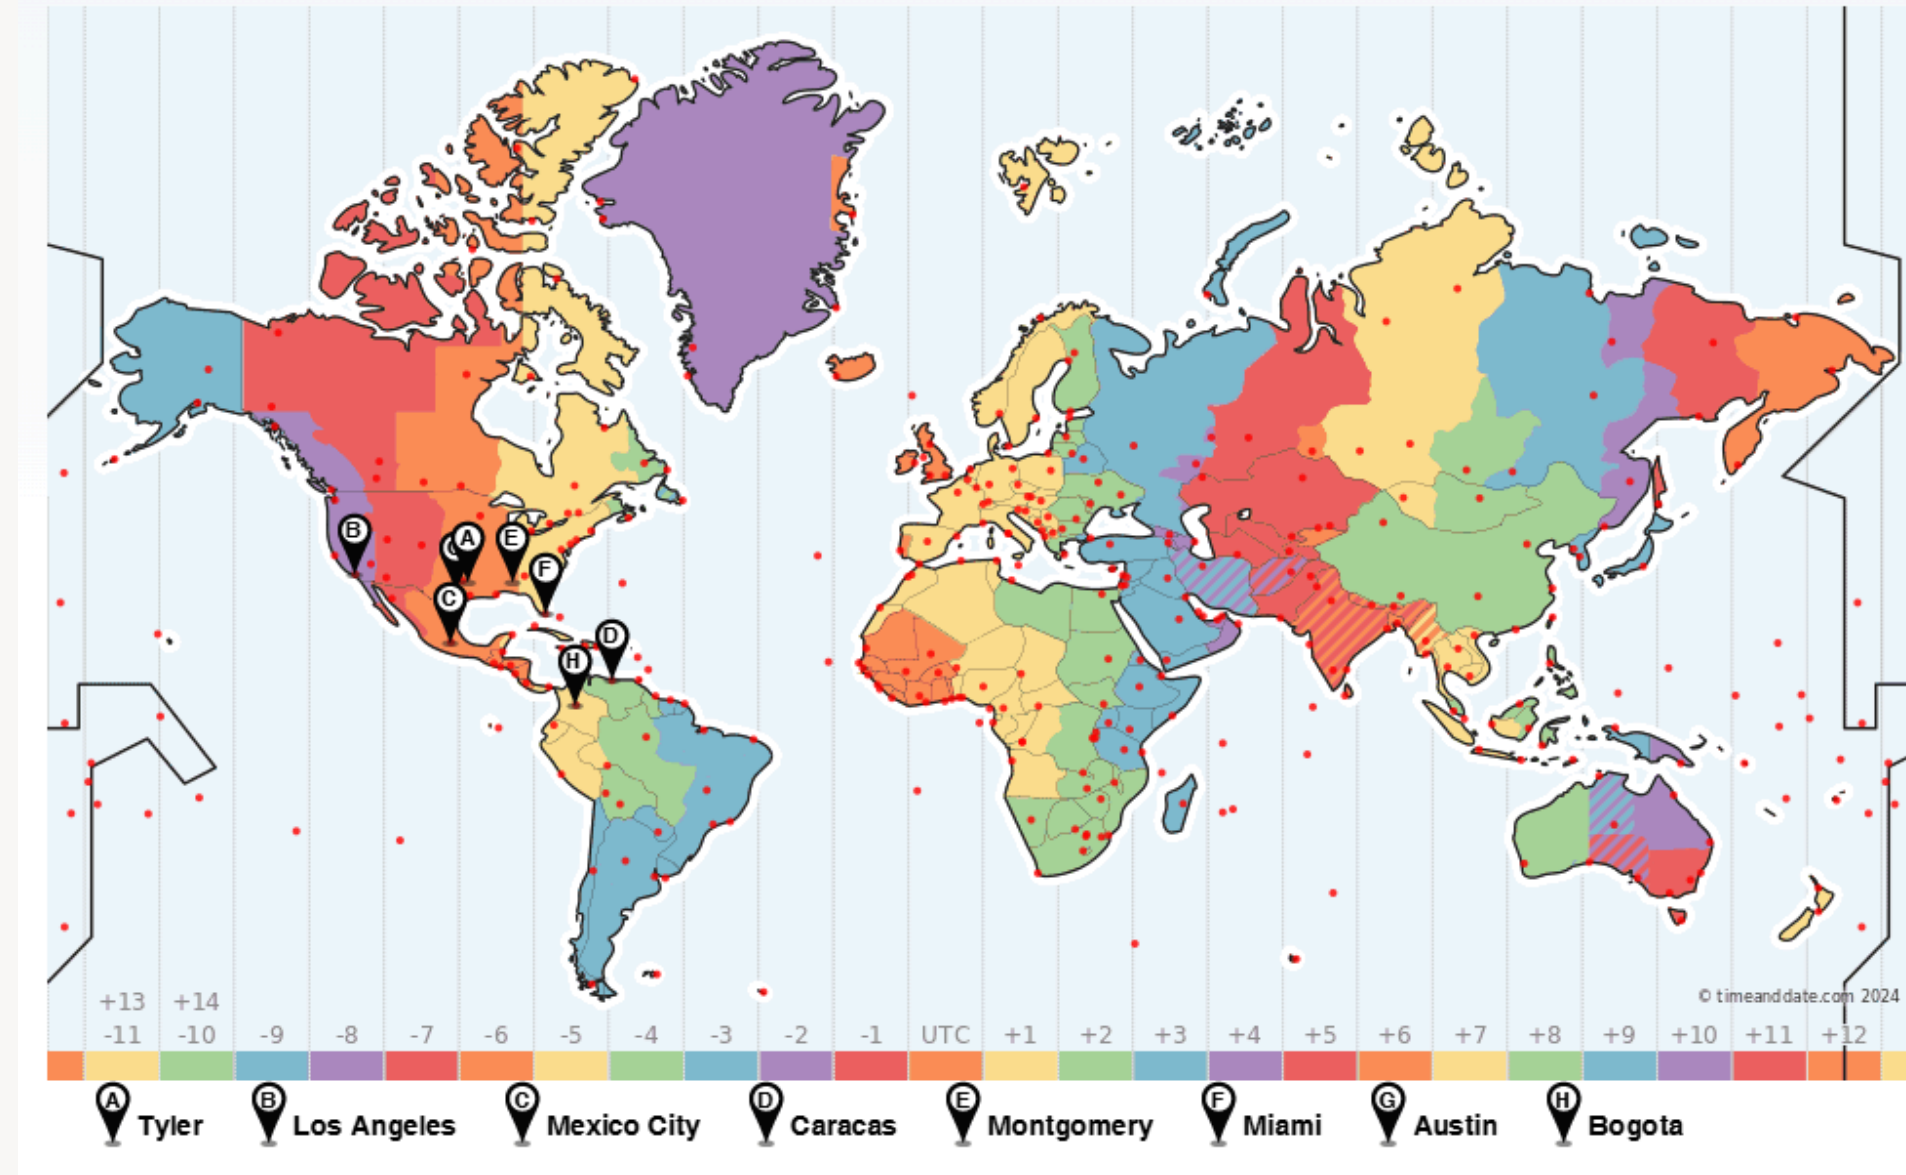 B
G
A
E
F
C
D
H
© timeanddate.com 2024
+13 +14
-11 -10 -9 -8 -7 -6 -5 -4 -3 -2 -1 UTC +1 +2 +3 +4 +5 +6 +7 +8 +9 +10 +11 +12
A Tyler B Los Angeles C Mexico City D Caracas E Montgomery F Miami G Austin H Bogota